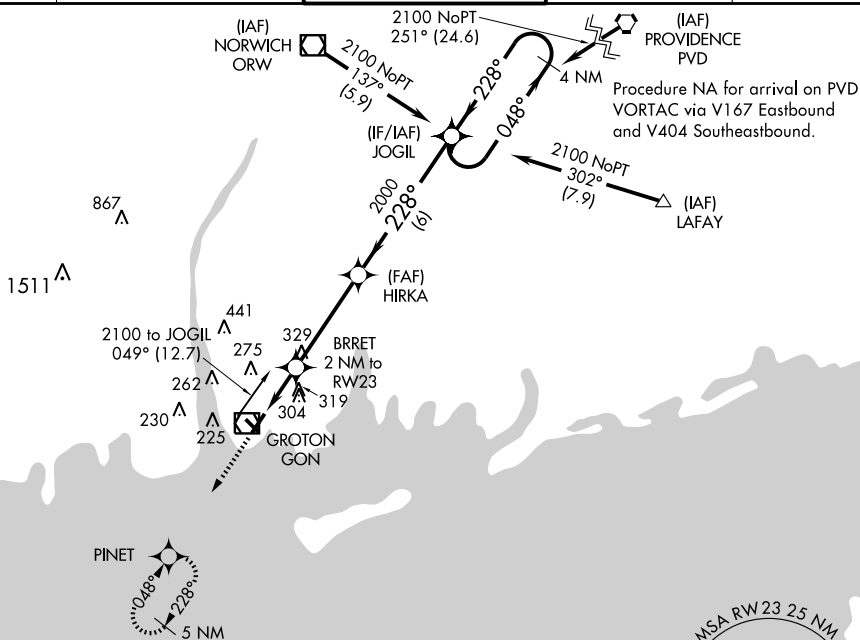 2100 NoPT
251° (24.6)
(IAF)
PROVIDENCE
PVD
(IAF)
NORWICH
ORW
2100 NoPT
137°
(5.9)
228°
048°
4 NM
Procedure NA for arrival on PVD
VORTAC via V167 Eastbound
and V404 Southeastbound.
(IF/IAF)
JOGIL
2100 NoPT
302°
(7.9)
(IAF)
LAFAY
2000
228°
(6)
867
1511
(FAF)
HIRKA
441
2100 to JOGIL
049° (12.7)
275
329
BRRET
2 NM to
RW23
262
319
304
230
225
GROTON
GON
PINET
048°
228°
5 NM
MSA RW23 25 NM